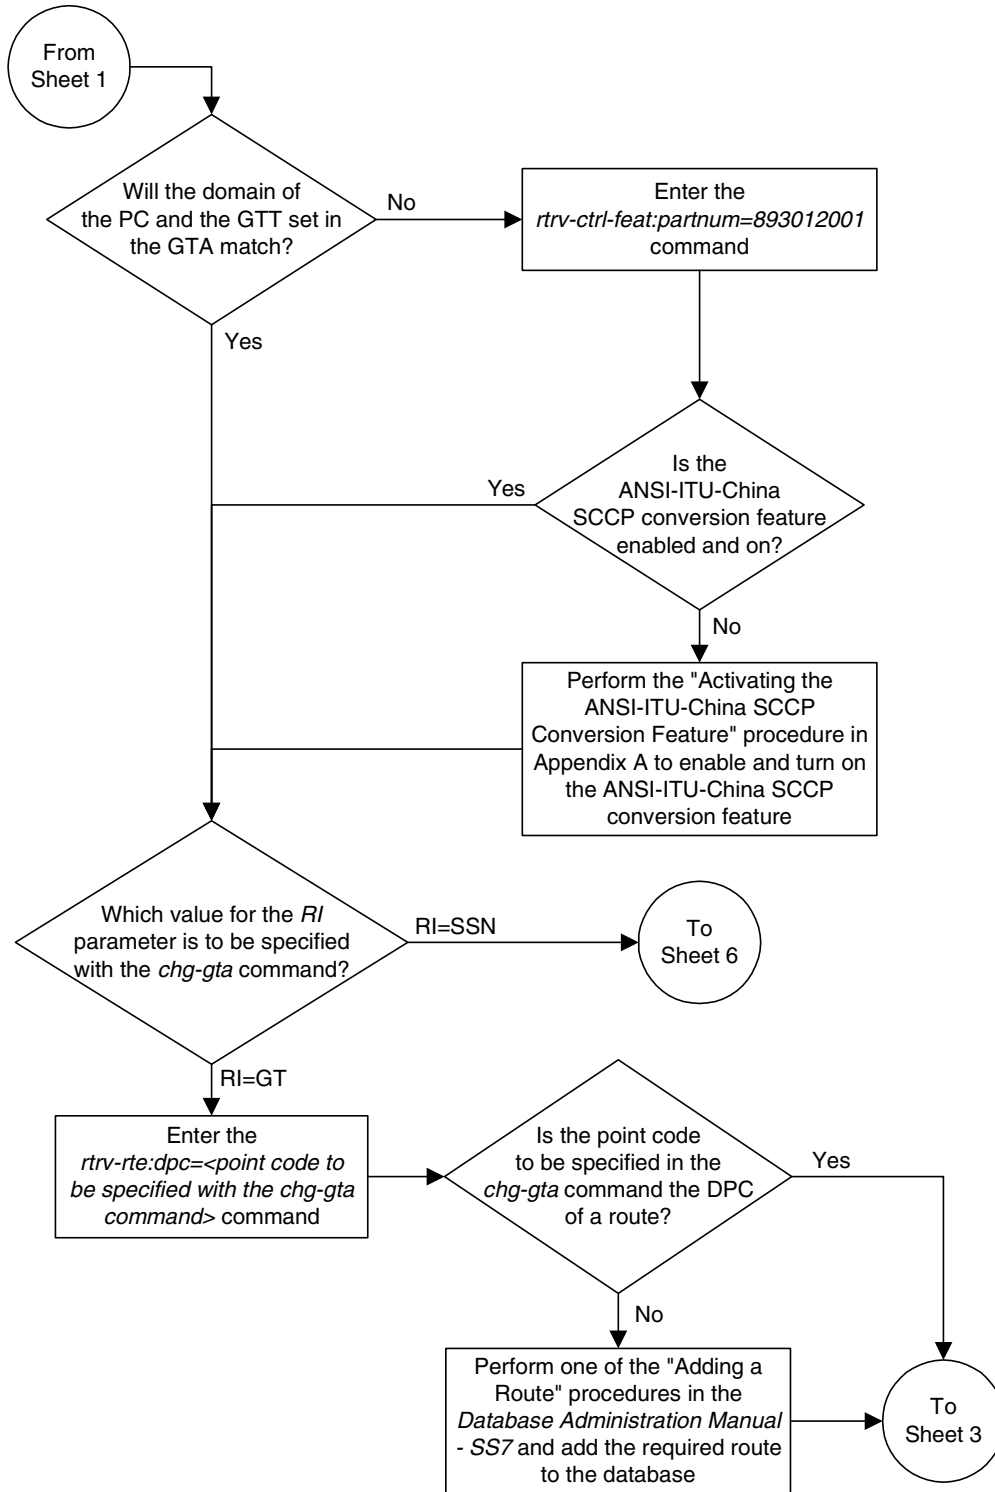 From
Sheet 1
Will the domain of
the PC and the GTT set in
the GTA match?
No
Enter the
rtrv-ctrl-feat:partnum=893012001
command
Yes
Is the
ANSI-ITU-China
SCCP conversion feature
enabled and on?
Yes
No
Perform the "Activating the
ANSI-ITU-China SCCP
Conversion Feature" procedure in
Appendix A to enable and turn on
the ANSI-ITU-China SCCP
conversion feature
Which value for the RI
parameter is to be specified
with the chg-gta command?
RI=SSN
To
Sheet 6
RI=GT
Enter the
rtrv-rte:dpc=<point code to
be specified with the chg-gta
command> command
Is the point code
to be specified in the
chg-gta command the DPC
of a route?
Yes
No
Perform one of the "Adding a
Route" procedures in the
Database Administration Manual
- SS7 and add the required route
to the database
To
Sheet 3